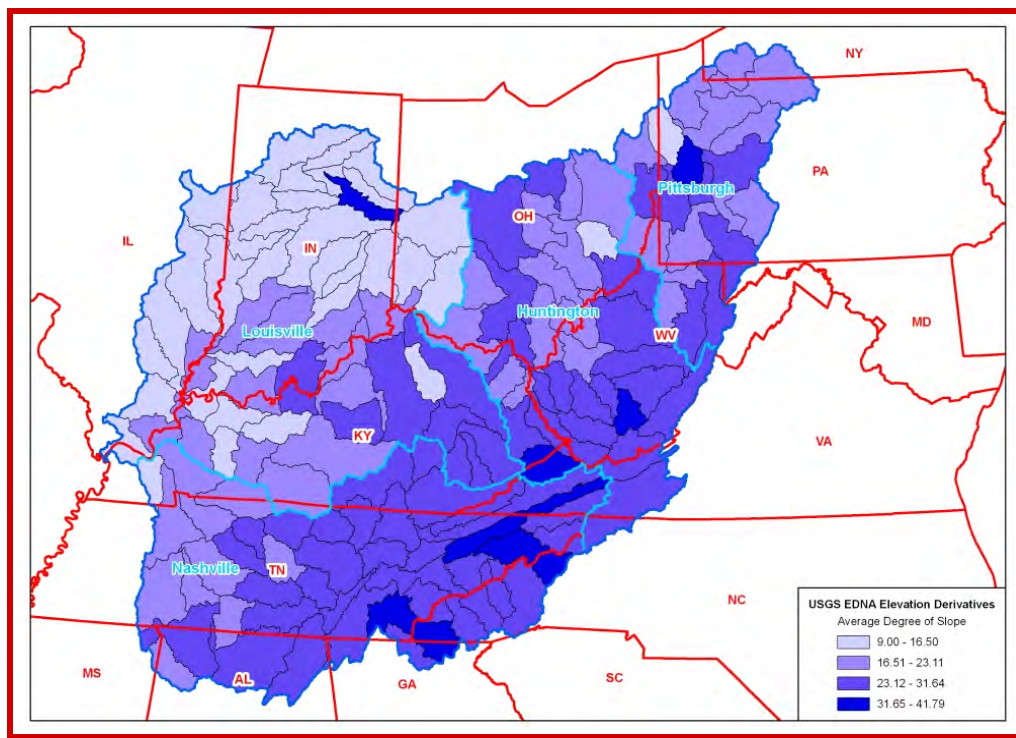 NY
PA
Pittsburgh
OH
IL
IN
MD
Huntington
Louisville
WV
VA
KY
Nashville
TN
NC
MS
AL
GA
SC
USGS EDNA Elevation Derivatives
Average Degree of Slope
9.00 - 16.50
16.51 - 23.11
23.12 - 31.64
31.65 - 41.79